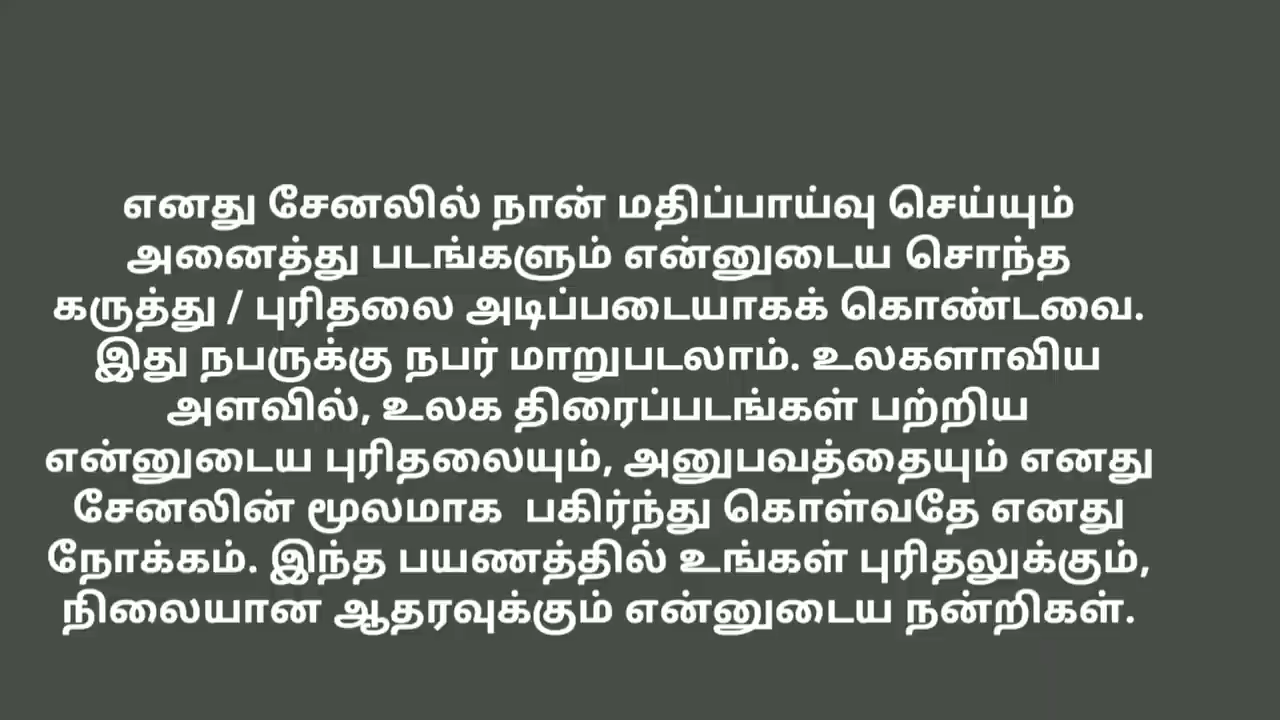 எனது சேனலில் நான் மதிப்பாய்வு செய்யும்
அனைத்து படங்களும் என்னுடைய சொந்த
கருத்து / புரிதலை அடிப்படையாகக் கொண்டவை.
இது நபருக்கு நபர் மாறுபடலாம். உலகளாவிய
அளவில், உலக திரைப்படங்கள் பற்றிய
என்னுடைய புரிதலையும், அனுபவத்தையும் எனது
சேனலின் மூலமாக  பகிர்ந்து கொள்வதே எனது
நோக்கம். இந்த பயணத்தில் உங்கள் புரிதலுக்கும்,
நிலையான ஆதரவுக்கும் என்னுடைய நன்றிகள்.